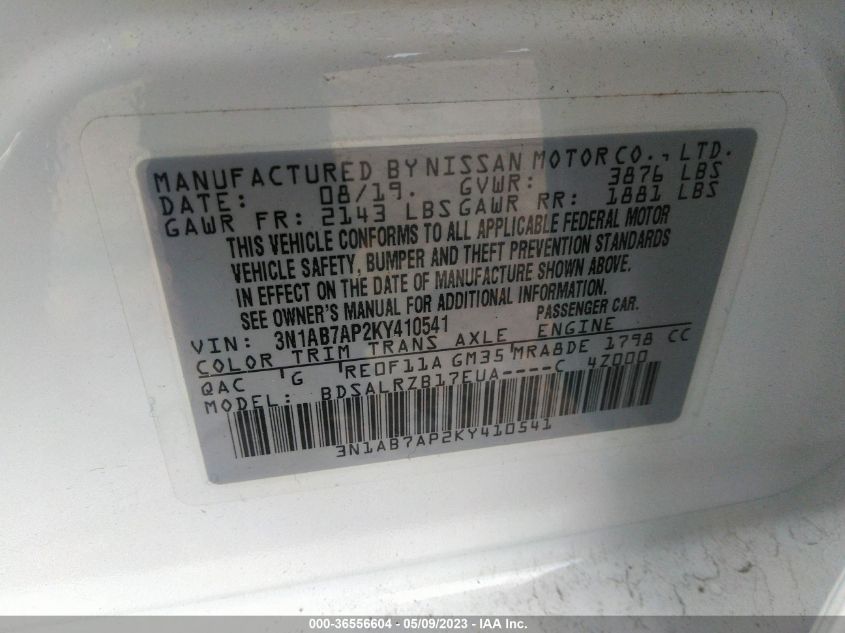 MANUFACTURED BY NISSAN MOTOR CO., LTD.
DATE: 08/19. GVWR: 3876 LBS
GAWR FR: 2143 LBS GAWR RR: 1881 LBS
THIS VEHICLE CONFORMS TO ALL APPLICABLE FEDERAL MOTOR
VEHICLE SAFETY, BUMPER AND THEFT PREVENTION STANDARDS
IN EFFECT ON THE DATE OF MANUFACTURE SHOWN ABOVE.
SEE OWNER'S MANUAL FOR ADDITIONAL INFORMATION.
VIN: 3N1AB7AP2KY410541 PASSENGER CAR.
COLOR TRIM TRANS AXLE ENGINE
QAC G RE0F11A GM35 MRA8DE 1798 CC
MODEL: BDSALRZB17EUA----C 4Z000
3N1AB7AP2KY410541
000-36556604 - 05/09/2023 - IAA Inc.